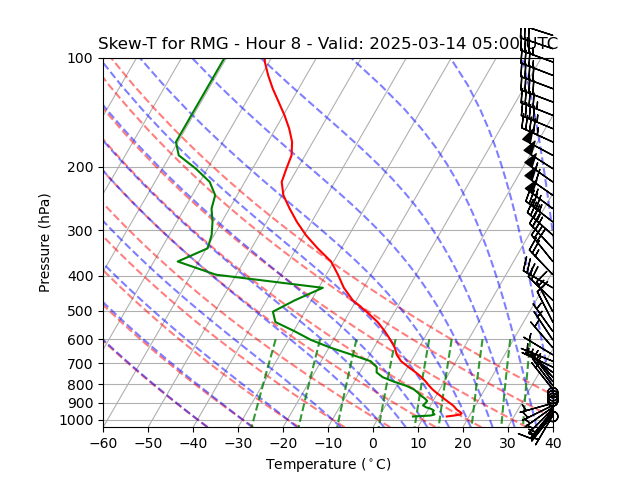 Skew-T for RMG - Hour 8 - Valid: 2025-03-14 05:00 UTC
100
200
300
400
500
600
700
800
900
1000
Pressure (hPa)
−60 −50 −40 −30 −20 −10 0 10 20 30 40
Temperature (°C)